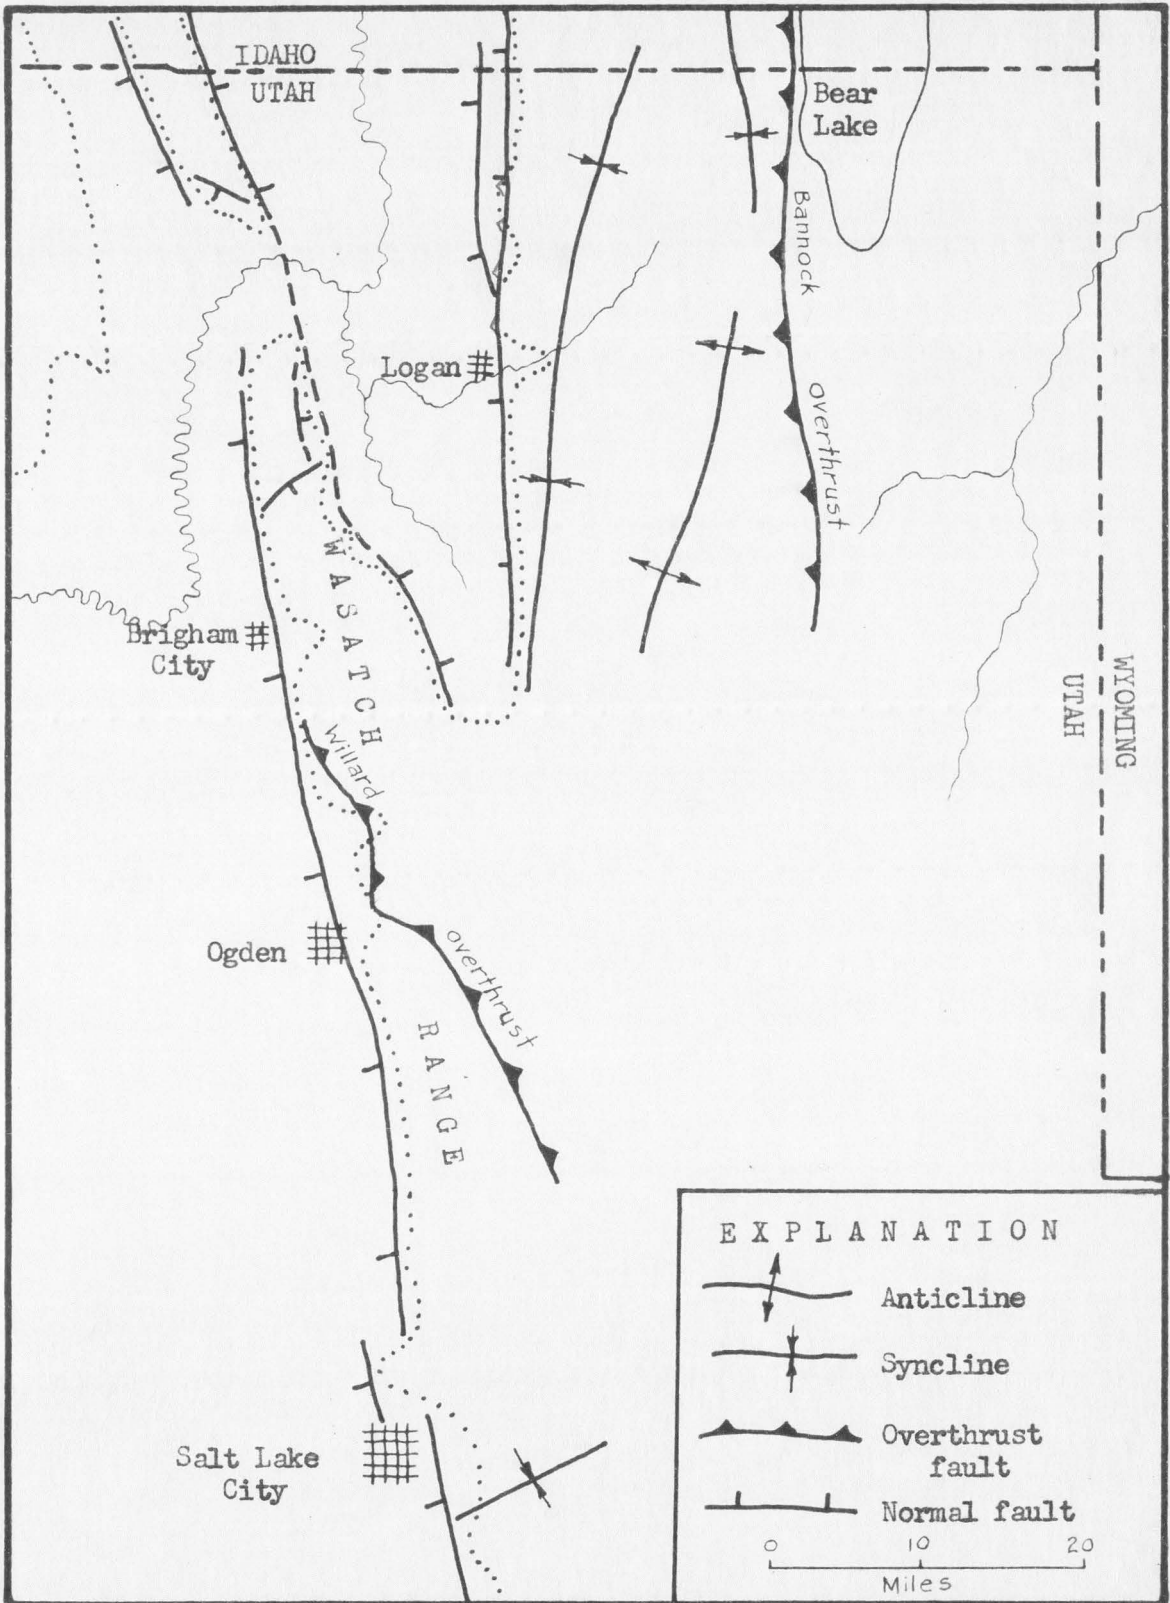 IDAHO
UTAH
Bear
Lake
Bannock
overthrust
Logan
WASATCH
Brigham
City
WYOMING
UTAH
Willard
overthrust
Ogden
RANGE
Salt Lake
City
EXPLANATION
Anticline
Syncline
Overthrust
fault
Normal fault
0 10 20
Miles